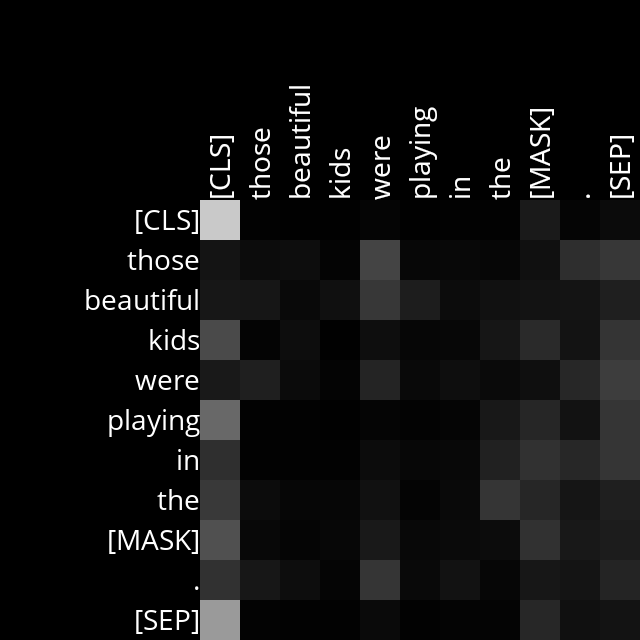 [CLS] those beautiful kids were playing in the [MASK] . [SEP]
[CLS]
those
beautiful
kids
were
playing
in
the
[MASK]
.
[SEP]